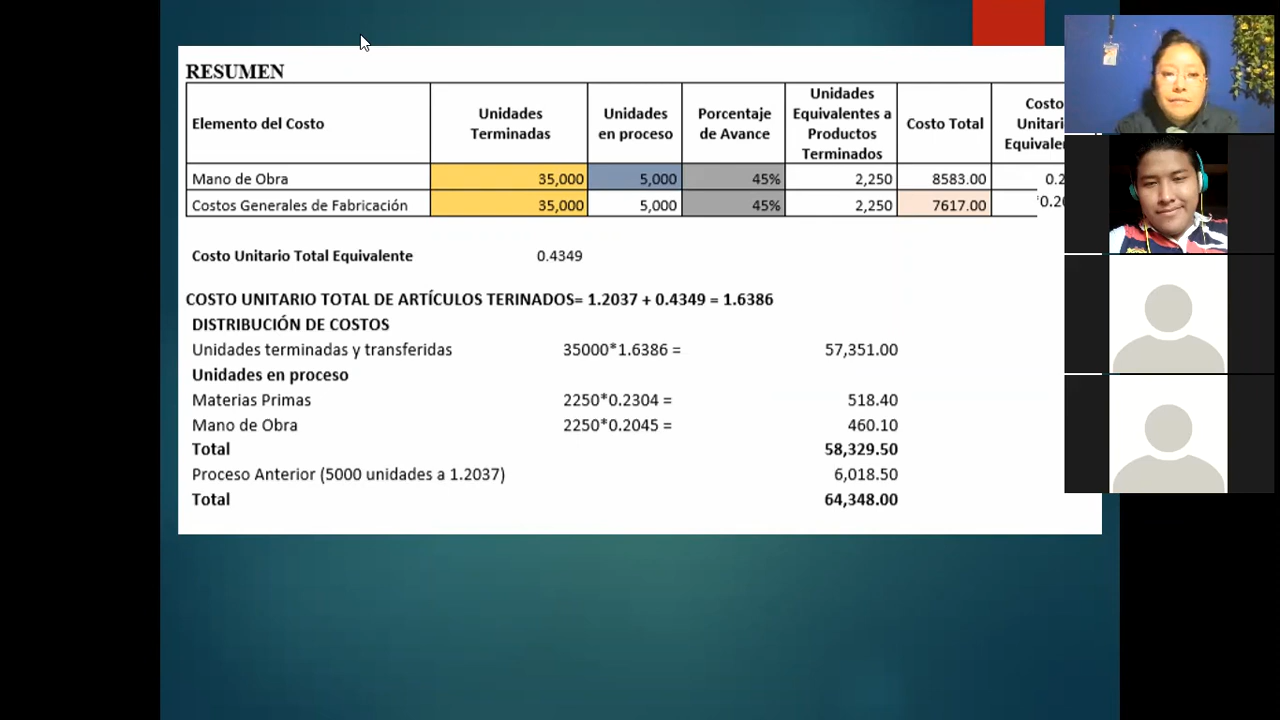 RESUMEN
Elemento del Costo Unidades Terminadas Unidades en proceso Porcentaje de Avance Unidades Equivalentes a Productos Terminados Costo Total Costo
Mano de Obra 35,000 5,000 45% 2,250 8583.00
Costos Generales de Fabricación 35,000 5,000 45% 2,250 7617.00
Costo Unitario Total Equivalente 0.4349
COSTO UNITARIO TOTAL DE ARTÍCULOS TERINADOS= 1.2037 + 0.4349 = 1.6386
DISTRIBUCIÓN DE COSTOS
Unidades terminadas y transferidas 35000*1.6386 = 57,351.00
Unidades en proceso
Materias Primas 2250*0.2304 = 518.40
Mano de Obra 2250*0.2045 = 460.10
Total 58,329.50
Proceso Anterior (5000 unidades a 1.2037) 6,018.50
Total 64,348.00